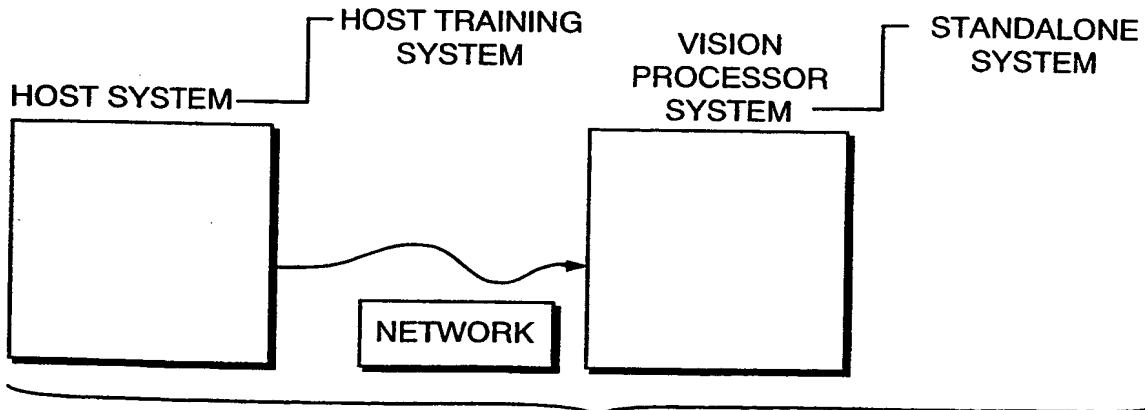 HOST TRAINING
SYSTEM
HOST SYSTEM
VISION
PROCESSOR
SYSTEM
STANDALONE
SYSTEM
NETWORK